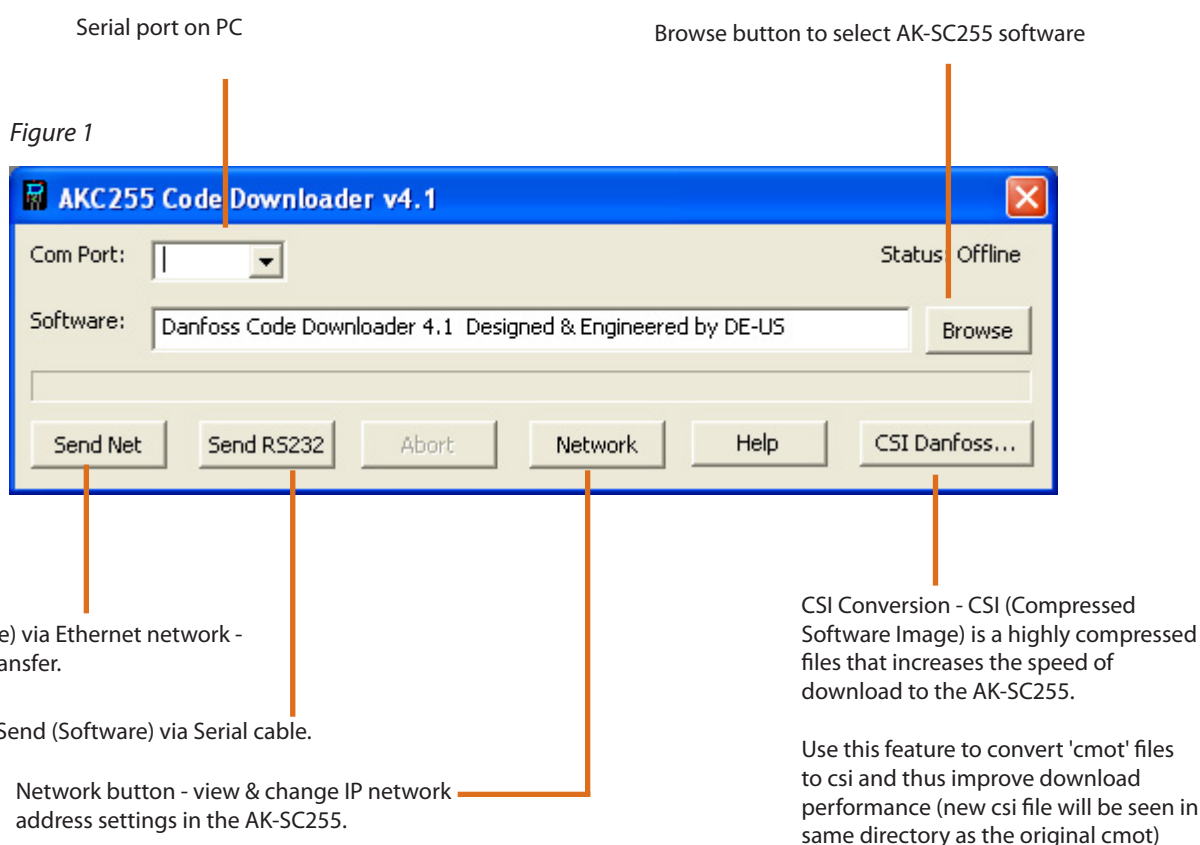 Serial port on PC
Browse button to select AK-SC255 software
Figure 1
AKC255 Code Downloader v4.1
Com Port:
Status: Offline
Software:
Danfoss Code Downloader 4.1 Designed & Engineered by DE-US
Browse
Send Net
Send RS232
Abort
Network
Help
CSI Danfoss...
via Ethernet network -
Send (Software) via Serial cable.
Network button - view & change IP network
address settings in the AK-SC255.
CSI Conversion - CSI (Compressed
Software Image) is a highly compressed
files that increases the speed of
download to the AK-SC255.
Use this feature to convert 'cmot' files
to csi and thus improve download
performance (new csi file will be seen in
same directory as the original cmot)